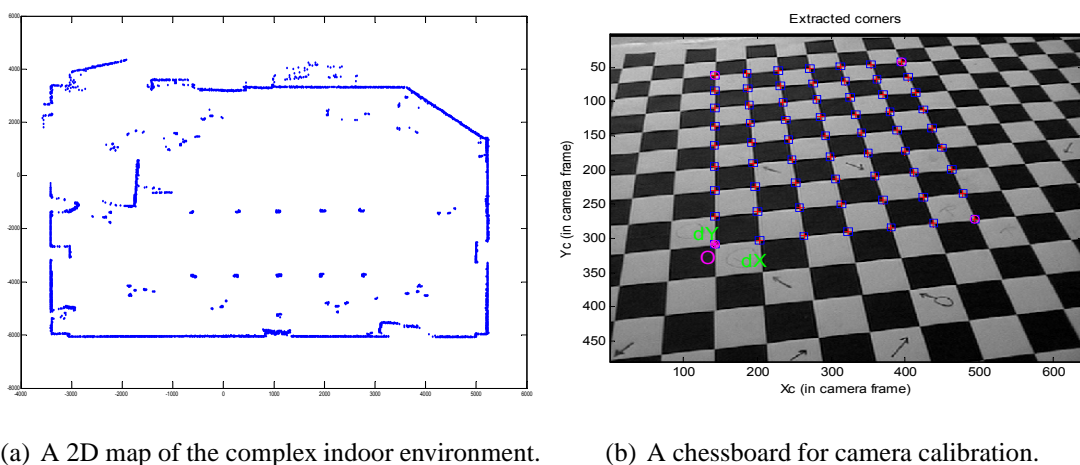 6000
4000
2000
0
-2000
-4000
-6000
-8000
-4000 -3000 -2000 -1000 0 1000 2000 3000 4000 5000 6000
Extracted corners
50
100
150
200
250
300
350
400
450
Yc (in camera frame)
dY
O
dX
100 200 300 400 500 600
Xc (in camera frame)
(a) A 2D map of the complex indoor environment.
(b) A chessboard for camera calibration.